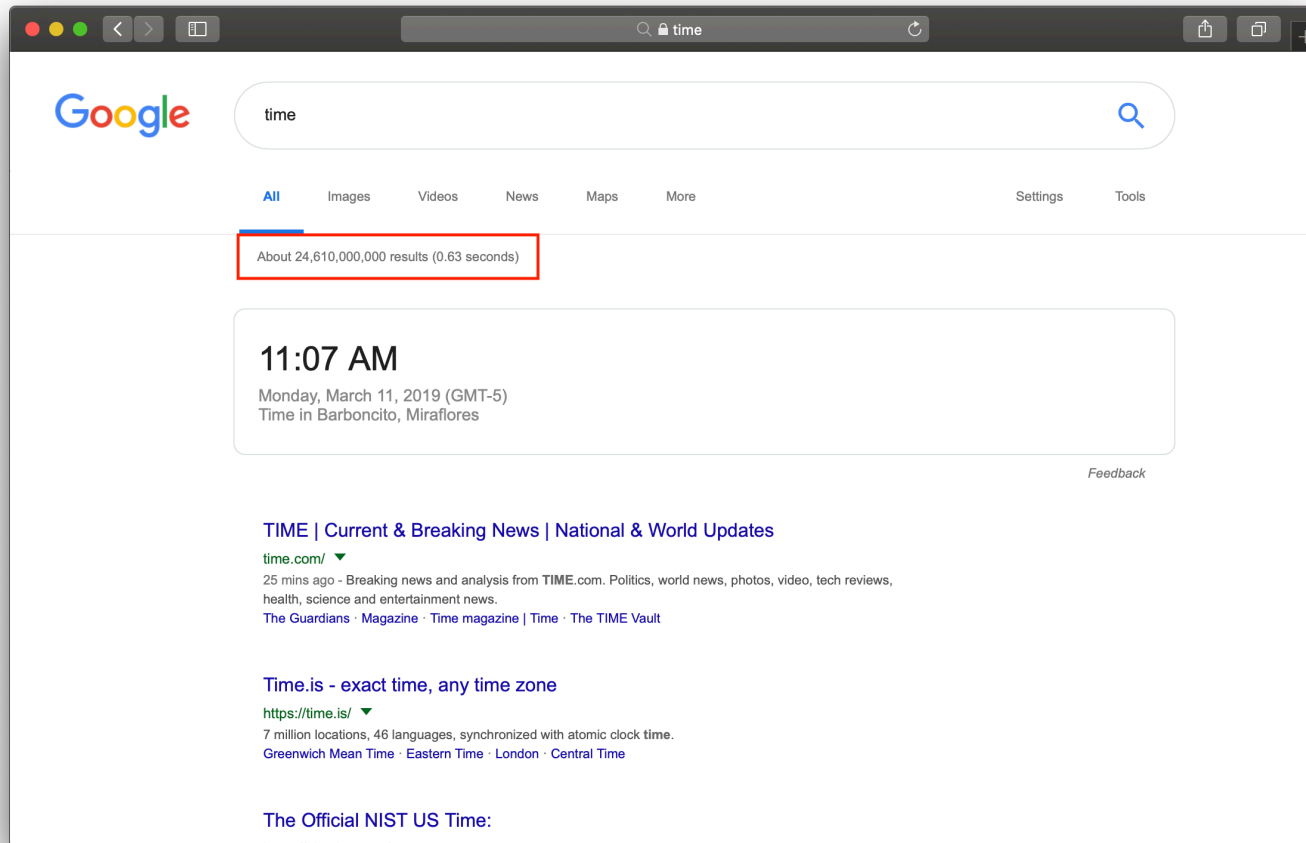 time
Google
time
All Images Videos News Maps More Settings Tools
About 24,610,000,000 results (0.63 seconds)
11:07 AM
Monday, March 11, 2019 (GMT-5)
Time in Barboncito, Miraflores
Feedback
TIME | Current & Breaking News | National & World Updates
time.com/
25 mins ago - Breaking news and analysis from TIME.com. Politics, world news, photos, video, tech reviews,
health, science and entertainment news.
The Guardians · Magazine · Time magazine | Time · The TIME Vault
Time.is - exact time, any time zone
https://time.is/
7 million locations, 46 languages, synchronized with atomic clock time.
Greenwich Mean Time · Eastern Time · London · Central Time
The Official NIST US Time: